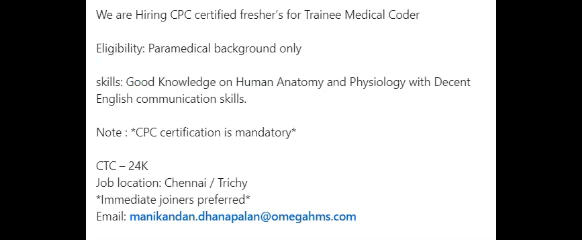 We are Hiring CPC certified fresher's for Trainee Medical Coder
Eligibility: Paramedical background only
skills: Good Knowledge on Human Anatomy and Physiology with Decent
English communication skills.
Note : *CPC certification is mandatory*
CTC – 24K
Job location: Chennai / Trichy
*Immediate joiners preferred*
Email: manikandan.dhanapalan@omegahms.com